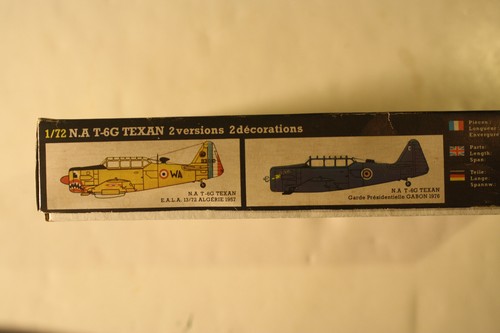 1/72 N.A T-6G TEXAN 2versions 2décorations
WA
N.A T-6G TEXAN
E.A.L.A. 13/72 ALGÉRIE 1957
N.A T-6G TEXAN
Garde Présidentielle GABON 1976
Pièces:
Longueur
Envergure
Parts:
Length:
Span:
Teile:
Länge:
Spannw.